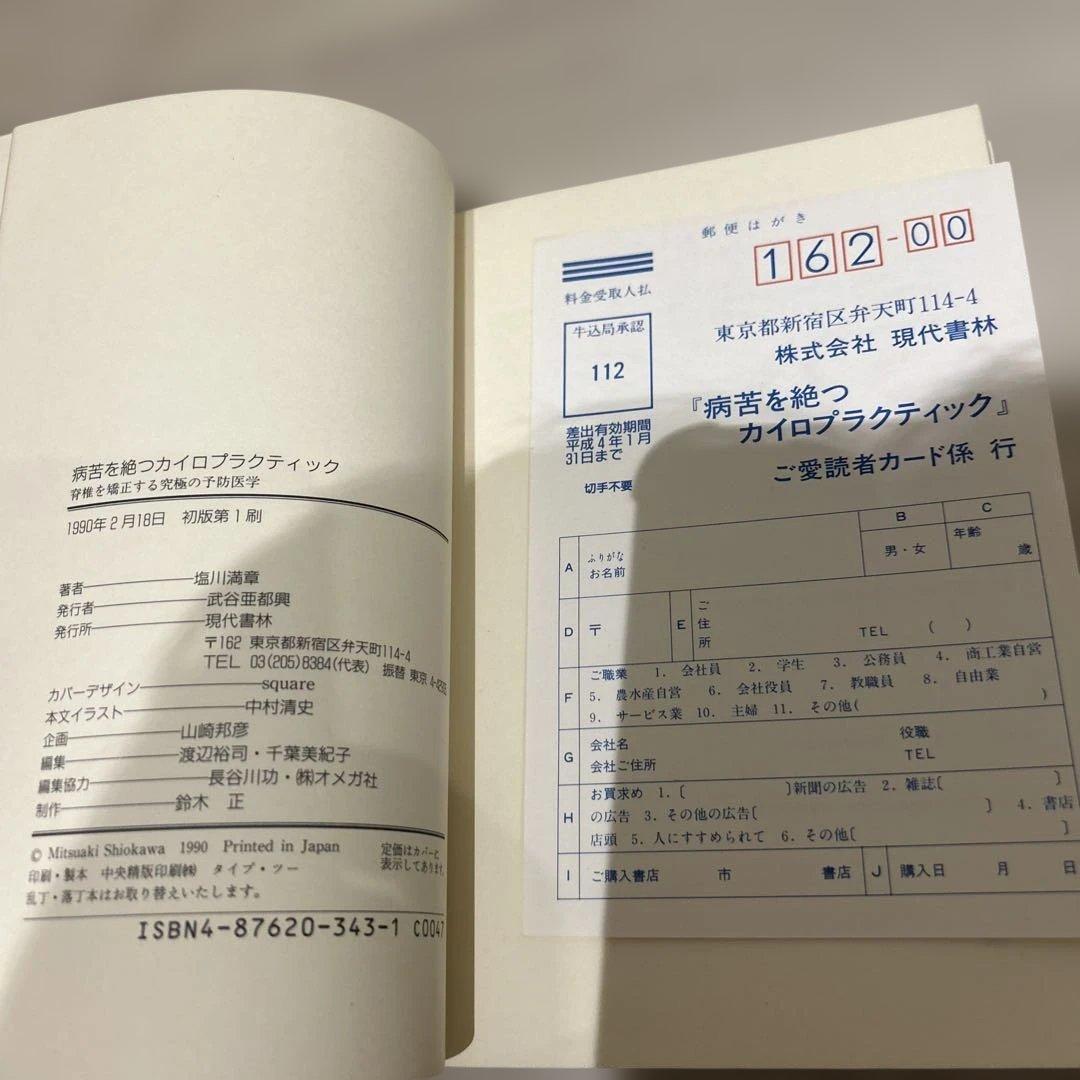 病苦を絶つカイロプラクティック
脊椎を矯正する究極の予防医学
1990年2月18日　初版第1刷
著者――塩川満章
発行者――武谷亜都興
発行所――現代書林
〒162 東京都新宿区弁天町114-4
TEL 03(205)8384(代表) 振替 東京
カバーデザイン――square
本文イラスト――中村清史
企画――山崎邦彦
編集――渡辺裕司・千葉美紀子
編集協力――長谷川功・㈱オメガ社
制作――鈴木 正
© Mitsuaki Shiokawa 1990 Printed in Japan
定価はカバーに
表示してあります。
印刷・製本 中央精版印刷㈱ タイプ・ツー
乱丁・落丁本はお取り替えいたします。
ISBN4-87620-343-1 C0047
郵便はがき
162-00
料金受取人払
牛込局承認
112
差出有効期間
平成4年1月
31日まで
切手不要
東京都新宿区弁天町114-4
株式会社 現代書林
『病苦を絶つ
カイロプラクティック』
ご愛読者カード係 行
A ふりがな
お名前
B 男・女
C 年齢 歳
D 〒
E ご住所 TEL ( )
F ご職業 1. 会社員 2. 学生 3. 公務員 4. 商工業自営
5. 農水産自営 6. 会社役員 7. 教職員 8. 自由業
9. サービス業 10. 主婦 11. その他( )
G 会社名 役職
会社ご住所 TEL
H お買求め 1.〔 〕新聞の広告 2. 雑誌〔 〕
の広告 3. その他の広告〔 〕 4. 書店
店頭 5. 人にすすめられて 6. その他〔 〕
I ご購入書店 市 書店 J 購入日 月 日